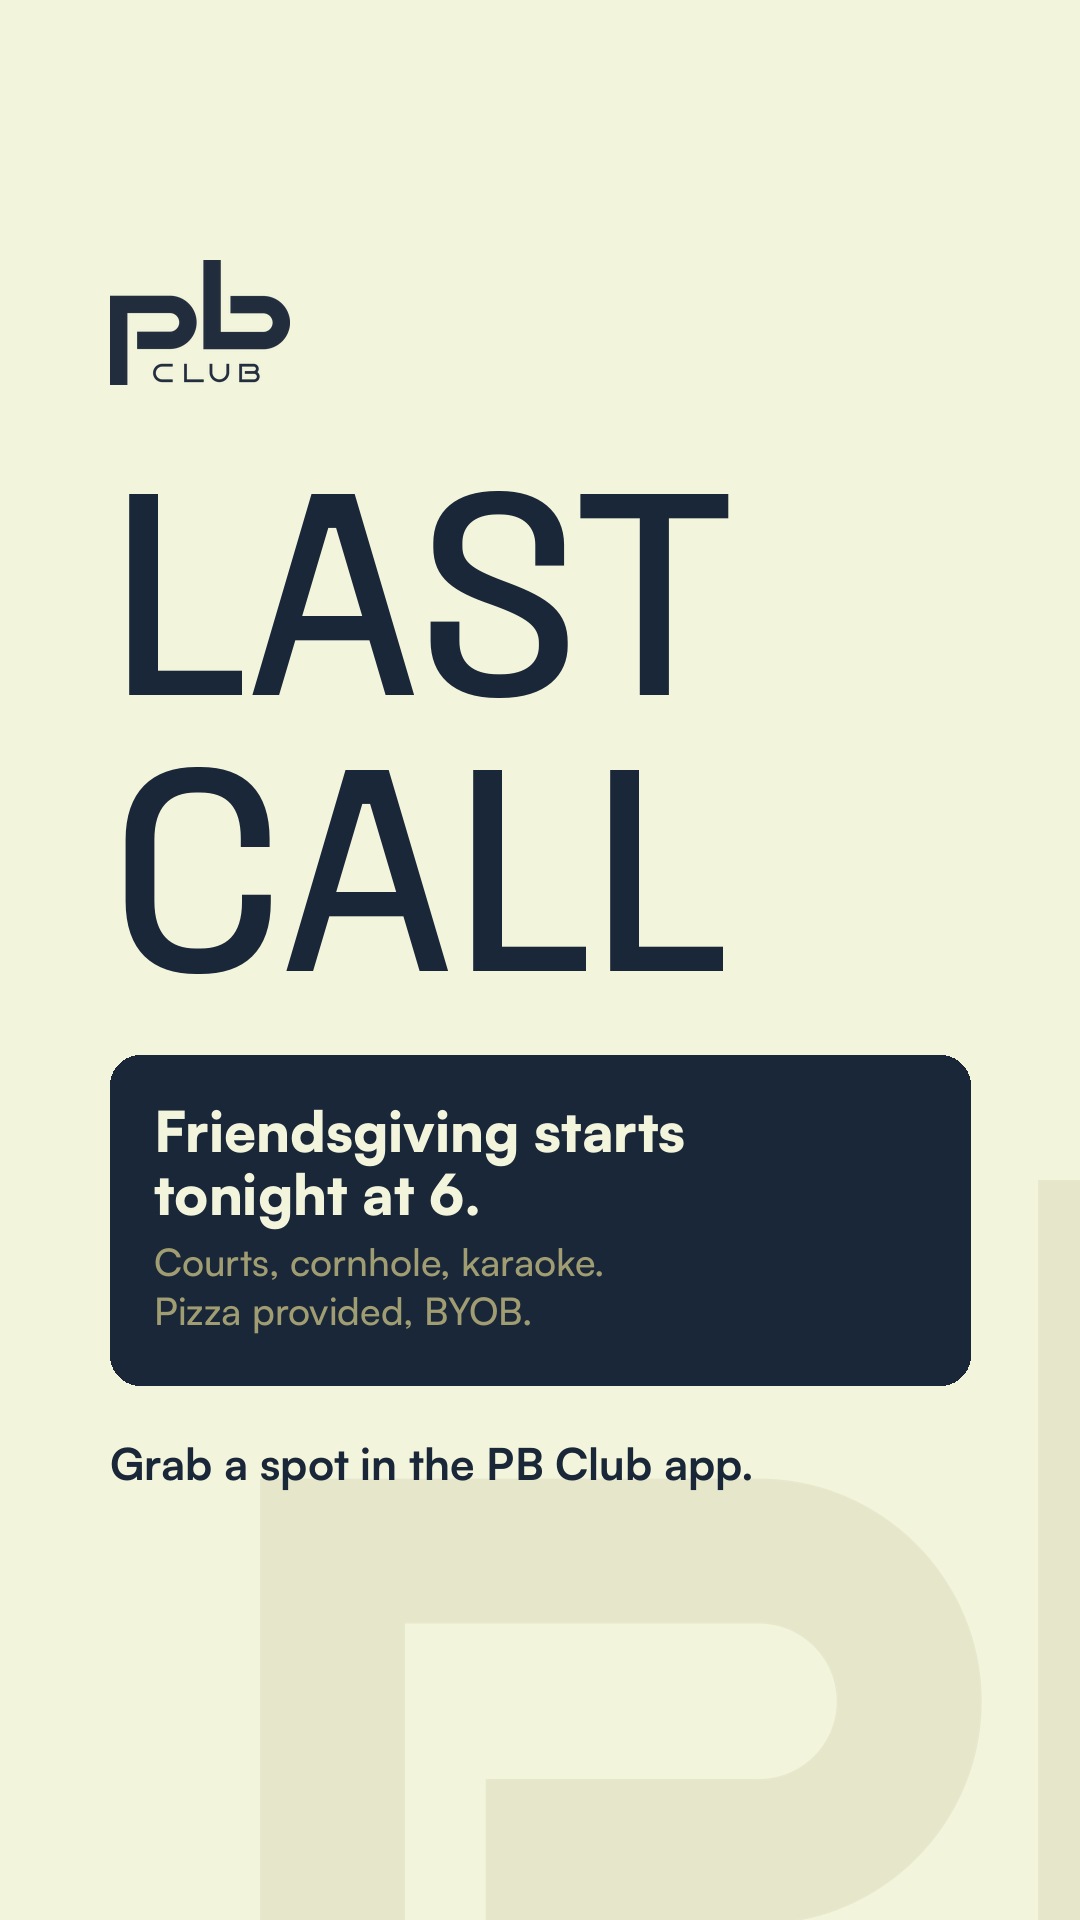 pb
CLUB
LAST
CALL
Friendsgiving starts
tonight at 6.
Courts, cornhole, karaoke.
Pizza provided, BYOB.
Grab a spot in the PB Club app.